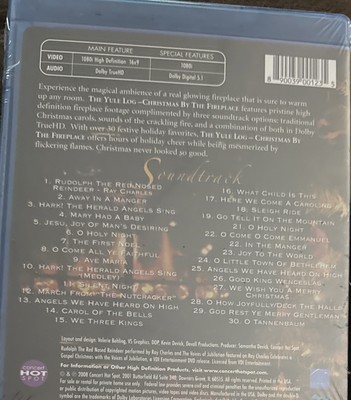 MAIN FEATURE SPECIAL FEATURES
VIDEO 1080i High Definition 16x9 1080i
AUDIO Dolby TrueHD Dolby Digital 5.1
Experience the magical ambience of a real glowing fireplace that is sure to warm
up any room. THE YULE LOG—CHRISTMAS BY THE FIREPLACE features pristine high
definition fireplace footage complimented by three soundtrack options: traditional
Christmas carols, sounds of the crackling fire, and a combination of both in Dolby
TrueHD. With over 30 festive holiday favorites, THE YULE LOG—CHRISTMAS BY
THE FIREPLACE offers hours of holiday cheer while being mesmerized by
flickering flames. Christmas never looked so good.
Soundtrack
1. RUDOLPH THE RED NOSED
REINDEER - RAY CHARLES
2. AWAY IN A MANGER
3. HARK! THE HERALD ANGELS SING
4. MARY HAD A BABY
5. JESU, JOY OF MAN'S DESIRING
6. O HOLY NIGHT
7. THE FIRST NOEL
8. O COME ALL YE FAITHFUL
9. AVE MARIA
10. HARK! THE HERALD ANGELS SING
(MEDLEY)
11. SILENT NIGHT
12. MARCH FROM "THE NUTCRACKER"
13. ANGELS WE HAVE HEARD ON HIGH
14. CAROL OF THE BELLS
15. WE THREE KINGS
16. WHAT CHILD IS THIS
17. HERE WE COME A CAROLING
18. SLEIGH RIDE
19. GO TELL IT ON THE MOUNTAIN
21. O HOLY NIGHT
22. O COME O COME EMMANUEL
22. IN THE MANGER
23. JOY TO THE WORLD
24. O LITTLE TOWN OF BETHLEHEM
25. ANGELS WE HAVE HEARD ON HIGH
26. GOOD KING WENCESLAS
27. WE WISH YOU A MERRY
CHRISTMAS
28. O HOW JOYFULLY/DECK THE HALLS
29. GOD REST YE MERRY GENTLEMEN
30. O TANNENBAUM
For Information or Other High Definition Titles, visit www.concerthotspot.com
CONCERT
HOT
SPOT